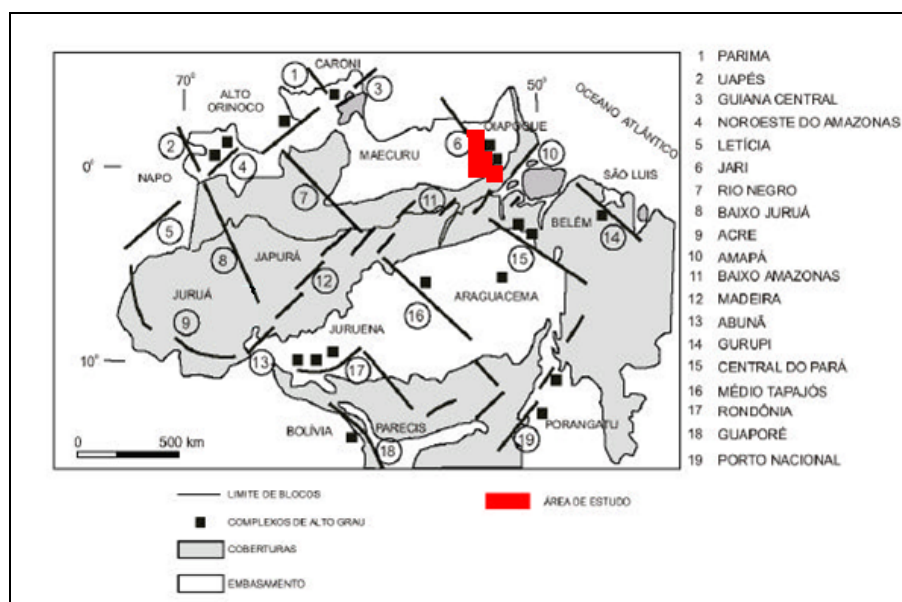 CARONI
1
3
70°
ALTO
ORINOCO
50°
OCEANO ATLÂNTICO
OIAPOQUE
2
4
6
MAECURU
10
0°
NAPO
SÃO LUIS
7
11
5
BELÉM
14
8
JAPURÁ
15
12
JURUÁ
ARAGUACEMA
16
9
JURUENA
10°
13
17
BOLÍVIA
PARECIS
PORANGATU
0
500 km
18
19
1 PARIMA
2 UAPÉS
3 GUIANA CENTRAL
4 NOROESTE DO AMAZONAS
5 LETÍCIA
6 JARI
7 RIO NEGRO
8 BAIXO JURUÁ
9 ACRE
10 AMAPÁ
11 BAIXO AMAZONAS
12 MADEIRA
13 ABUNÃ
14 GURUPI
15 CENTRAL DO PARÁ
16 MÉDIO TAPAJÓS
17 RONDÔNIA
18 GUAPORÉ
19 PORTO NACIONAL
LIMITE DE BLOCOS
COMPLEXOS DE ALTO GRAU
COBERTURAS
EMBASAMENTO
ÁREA DE ESTUDO